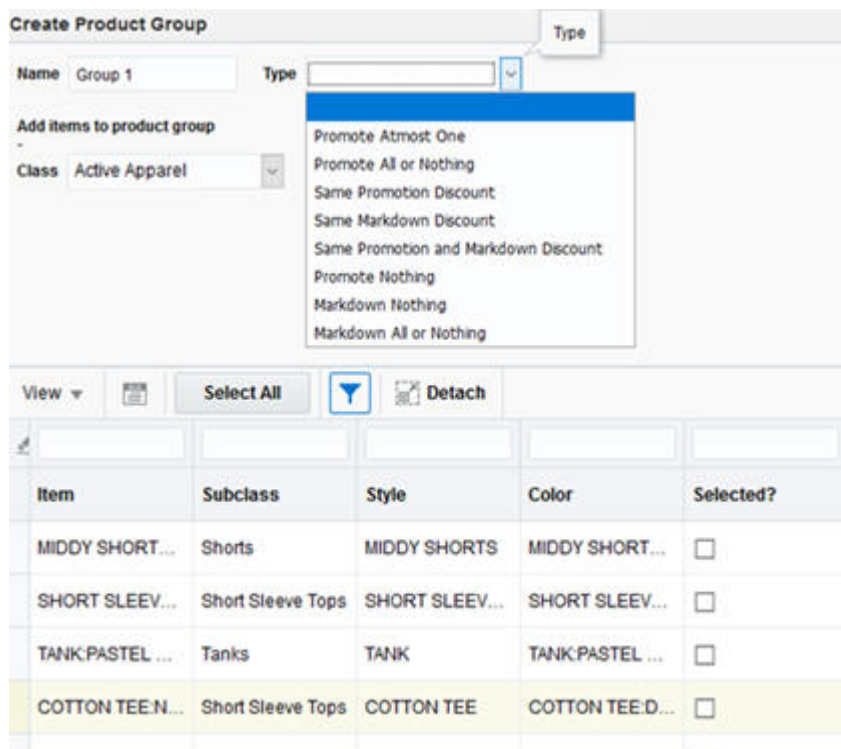 Create Product Group
Type
Name Group 1 Type
Add items to product group
-
Class Active Apparel
Promote Atmost One
Promote All or Nothing
Same Promotion Discount
Same Markdown Discount
Same Promotion and Markdown Discount
Promote Nothing
Markdown Nothing
Markdown All or Nothing
View Select All Detach
Item Subclass Style Color Selected?
MIDDY SHORT... Shorts MIDDY SHORTS MIDDY SHORT...
SHORT SLEEV... Short Sleeve Tops SHORT SLEEV... SHORT SLEEV...
TANK:PASTEL ... Tanks TANK TANK:PASTEL ...
COTTON TEE:N... Short Sleeve Tops COTTON TEE COTTON TEE:D...